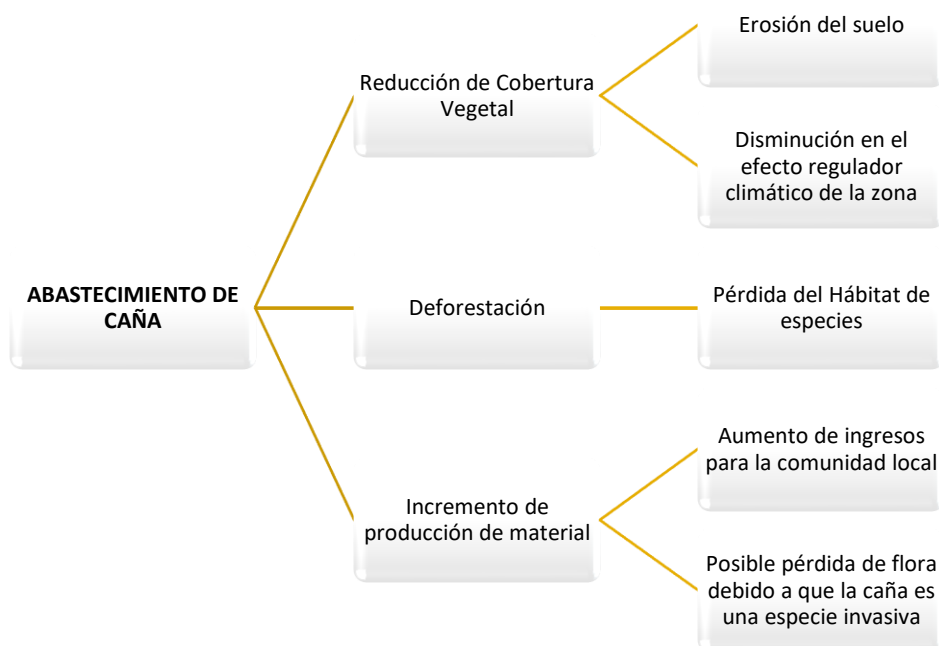 Erosión del suelo
Reducción de Cobertura
Vegetal
Disminución en el
efecto regulador
climático de la zona
ABASTECIMIENTO DE
CAÑA
Deforestación
Pérdida del Hábitat de
especies
Aumento de ingresos
para la comunidad local
Incremento de
producción de material
Posible pérdida de flora
debido a que la caña es
una especie invasiva